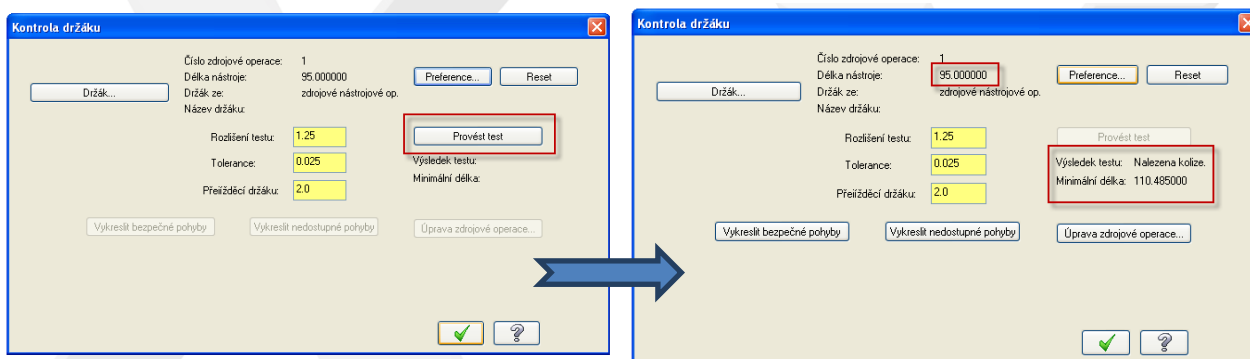 Kontrola držáku
Číslo zdrojové operace: 1
Délka nástroje: 95.000000
Preference... Reset
Držák...
Držák ze: zdrojové nástrojové op.
Název držáku:
Rozlišení testu: 1.25
Provést test
Tolerance: 0.025
Výsledek testu:
Minimální délka:
Přeiížděcí držáku: 2.0
Vykreslit bezpečné pohyby Vykreslit nedostupné pohyby Úprava zdrojové operace...
Kontrola držáku
Číslo zdrojové operace: 1
Délka nástroje: 95.000000
Preference... Reset
Držák...
Držák ze: zdrojové nástrojové op.
Název držáku:
Rozlišení testu: 1.25
Provést test
Tolerance: 0.025
Výsledek testu: Nalezena kolize.
Minimální délka: 110.485000
Přeiížděcí držáku: 2.0
Vykreslit bezpečné pohyby Vykreslit nedostupné pohyby Úprava zdrojové operace...